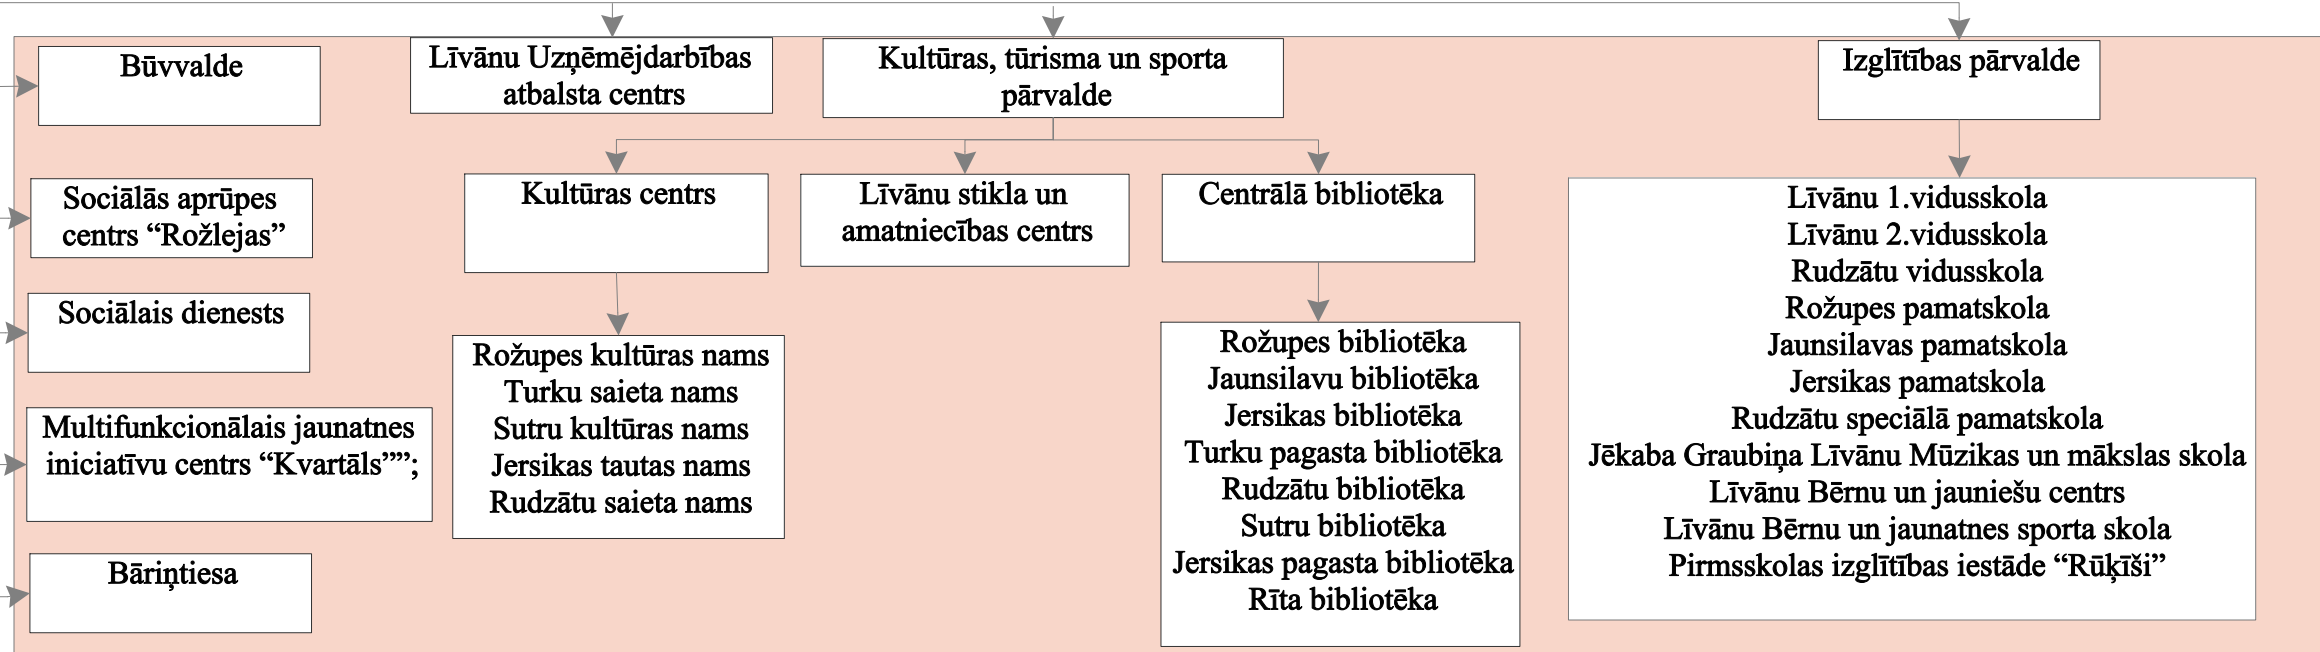 Būvvalde
Līvānu Uzņēmējdarbības
atbalsta centrs
Kultūras, tūrisma un sporta
pārvalde
Izglītības pārvalde
Sociālās aprūpes
centrs “Rožlejas”
Sociālais dienests
Multifunkcionālais jaunatnes
iniciatīvu centrs “Kvartāls””;
Bāriņtiesa
Kultūras centrs
Rožupes kultūras nams
Turku saieta nams
Sutru kultūras nams
Jersikas tautas nams
Rudzātu saieta nams
Līvānu stikla un
amatniecības centrs
Centrālā bibliotēka
Rožupes bibliotēka
Jaunsilavu bibliotēka
Jersikas bibliotēka
Turku pagasta bibliotēka
Rudzātu bibliotēka
Sutru bibliotēka
Jersikas pagasta bibliotēka
Rīta bibliotēka
Līvānu 1.vidusskola
Līvānu 2.vidusskola
Rudzātu vidusskola
Rožupes pamatskola
Jaunsilavas pamatskola
Jersikas pamatskola
Rudzātu speciālā pamatskola
Jēkaba Graubiņa Līvānu Mūzikas un mākslas skola
Līvānu Bērnu un jauniešu centrs
Līvānu Bērnu un jaunatnes sporta skola
Pirmsskolas izglītības iestāde “Rūķīši”